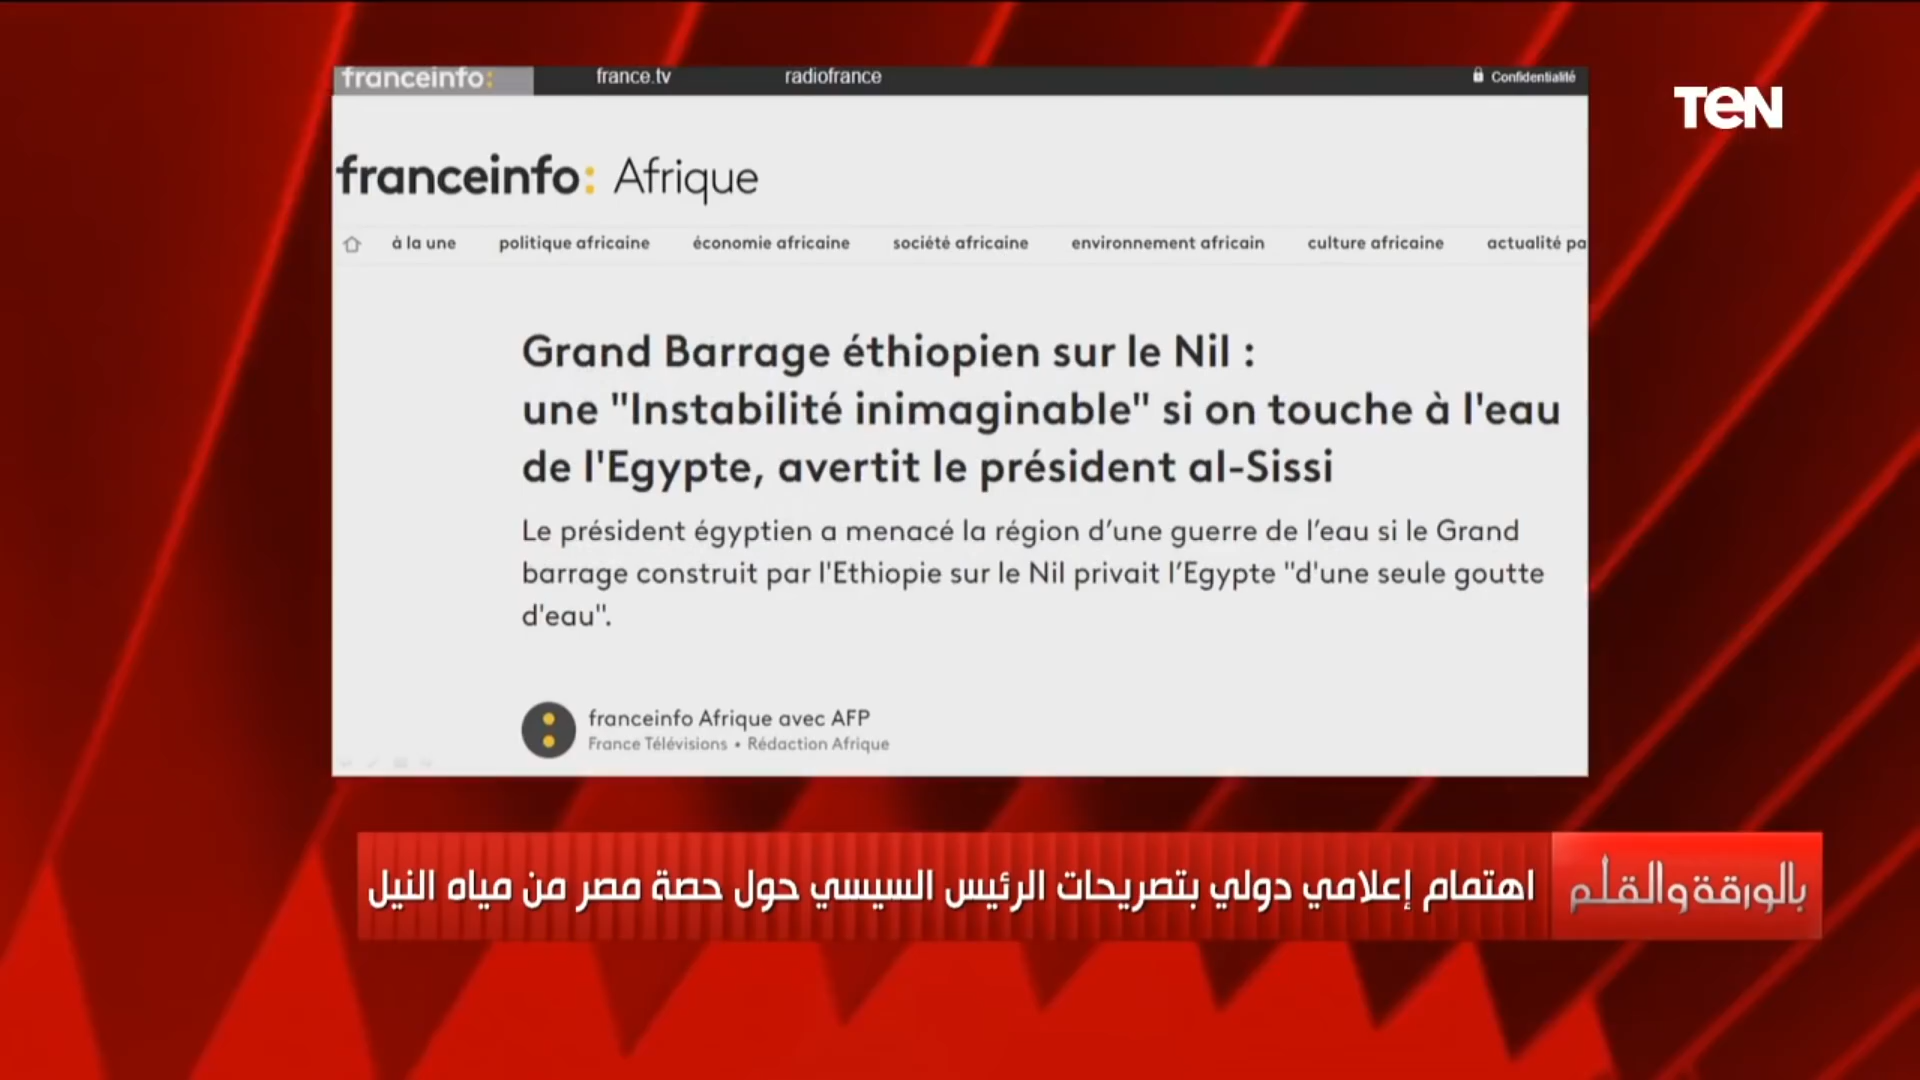 franceinfo: france.tv radiofrance Confidentialité
TeN
franceinfo: Afrique
à la une politique africaine économie africaine société africaine environnement africain culture africaine actualité pa
Grand Barrage éthiopien sur le Nil :
une "Instabilité inimaginable" si on touche à l'eau
de l'Egypte, avertit le président al-Sissi
Le président égyptien a menacé la région d’une guerre de l’eau si le Grand
barrage construit par l'Ethiopie sur le Nil privait l’Egypte "d'une seule goutte
d'eau".
franceinfo Afrique avec AFP
France Télévisions • Rédaction Afrique
بالورقة والقلم
اهتمام إعلامي دولي بتصريحات الرئيس السيسي حول حصة مصر من مياه النيل